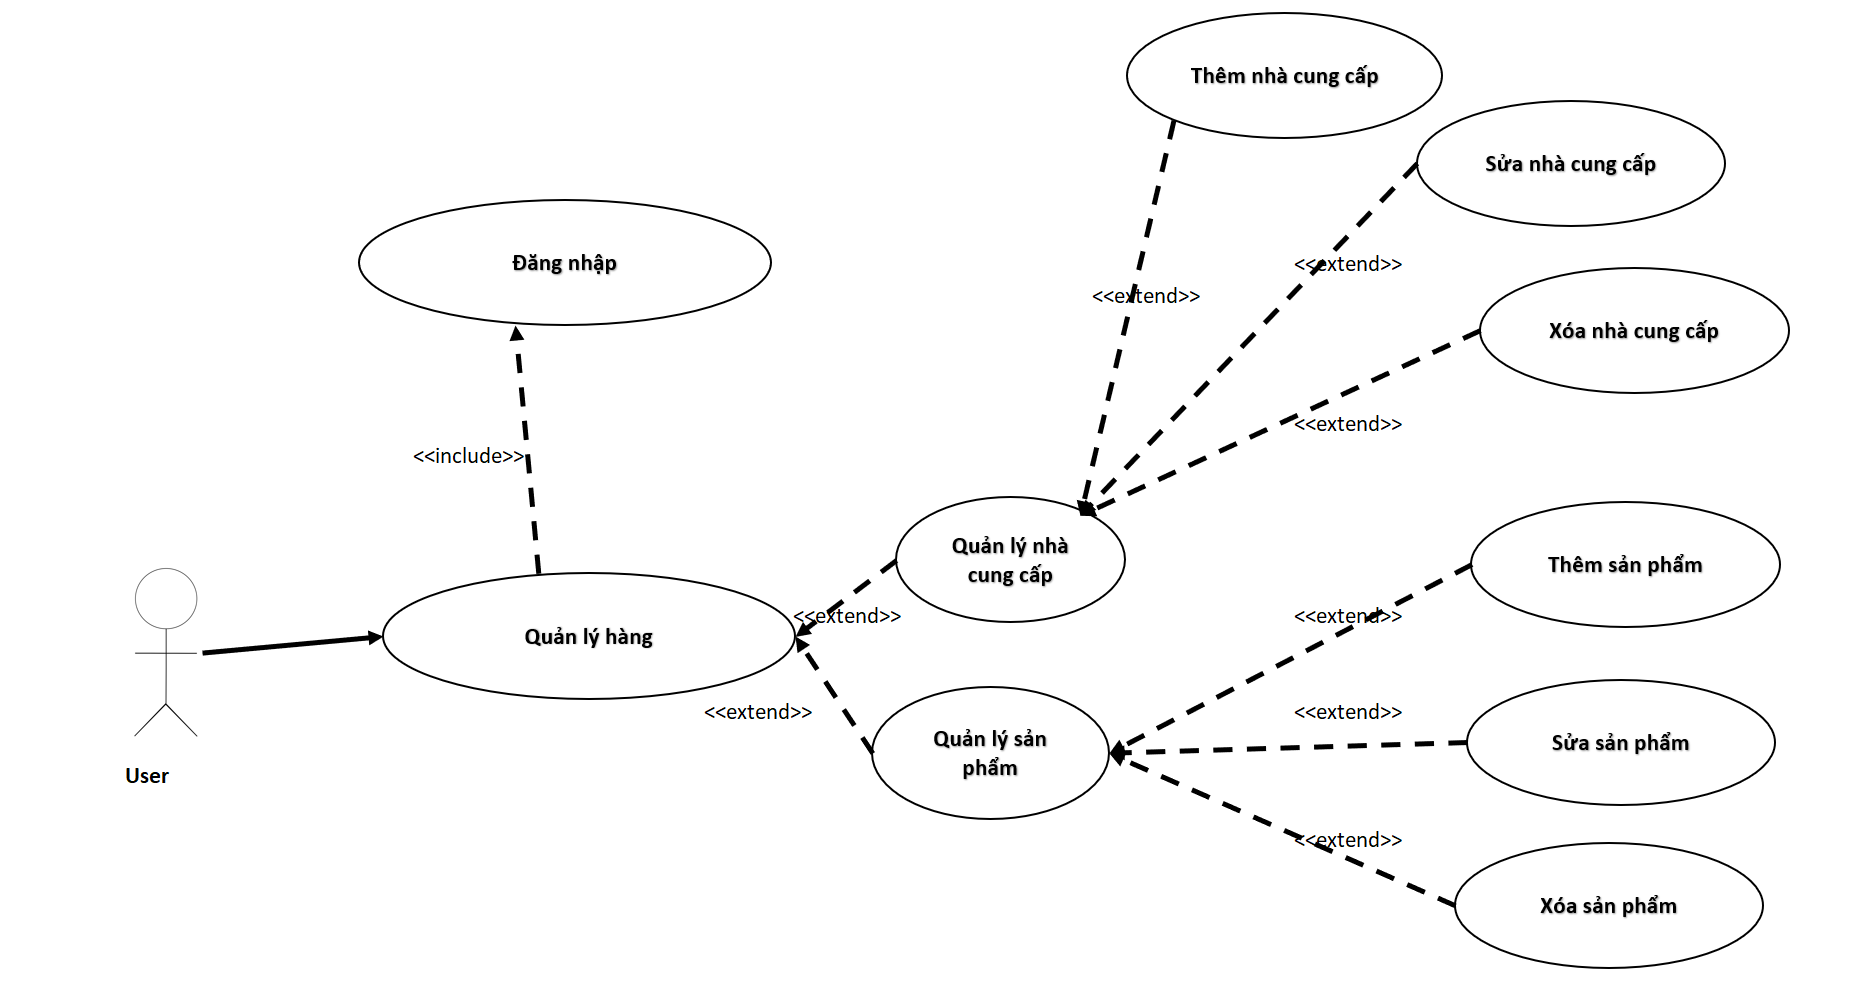 Thêm nhà cung cấp
Sửa nhà cung cấp
Đăng nhập
<<extend>>
<<extend>>
Xóa nhà cung cấp
<<extend>>
<<include>>
Quản lý nhà
cung cấp
Thêm sản phẩm
<<extend>>
<<extend>>
Quản lý hàng
<<extend>>
<<extend>>
Quản lý sản
phẩm
Sửa sản phẩm
User
<<extend>>
Xóa sản phẩm